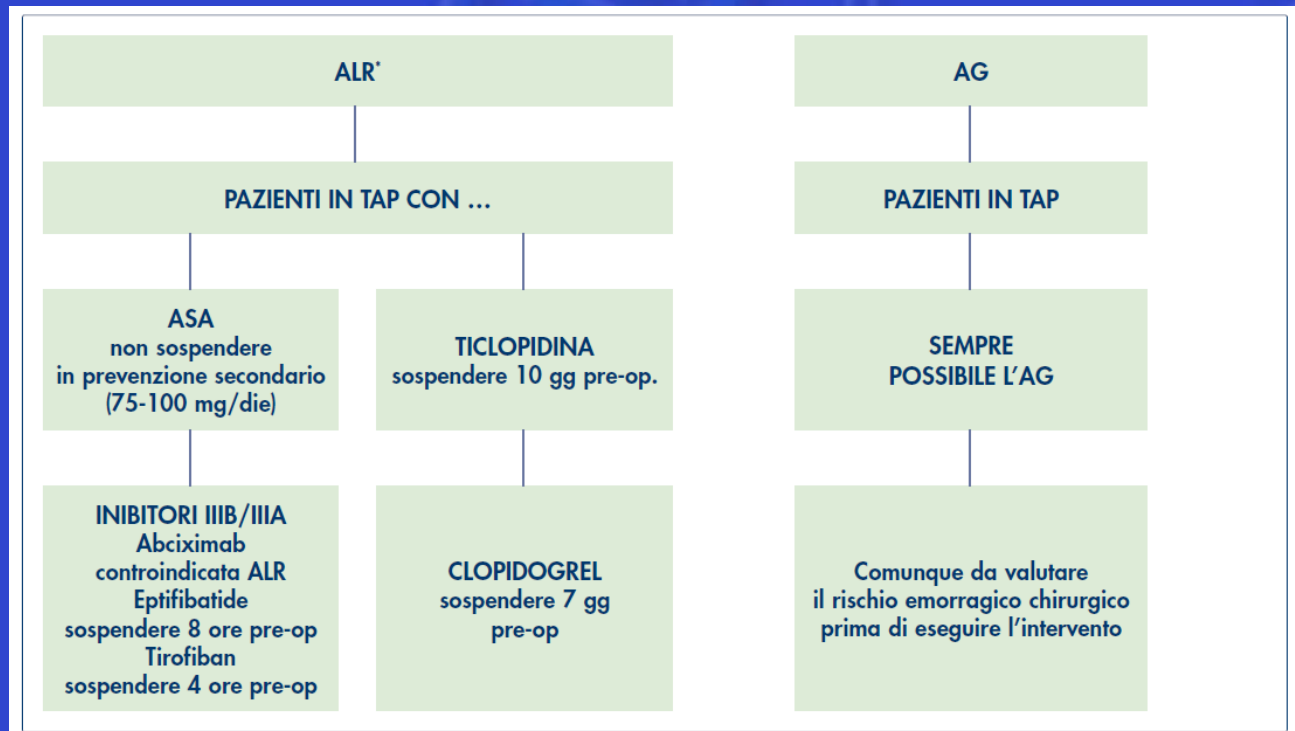 ALR*
PAZIENTI IN TAP CON ...
ASA
non sospendere
in prevenzione secondario
(75-100 mg/die)
INIBITORI IIIB/IIIA
Abciximab
controindicata ALR
Eptifibatide
sospendere 8 ore pre-op
Tirofiban
sospendere 4 ore pre-op
TICLOPIDINA
sospendere 10 gg pre-op.
CLOPIDOGREL
sospendere 7 gg
pre-op
AG
PAZIENTI IN TAP
SEMPRE
POSSIBILE L'AG
Comunque da valutare
il rischio emorragico chirurgico
prima di eseguire l'intervento